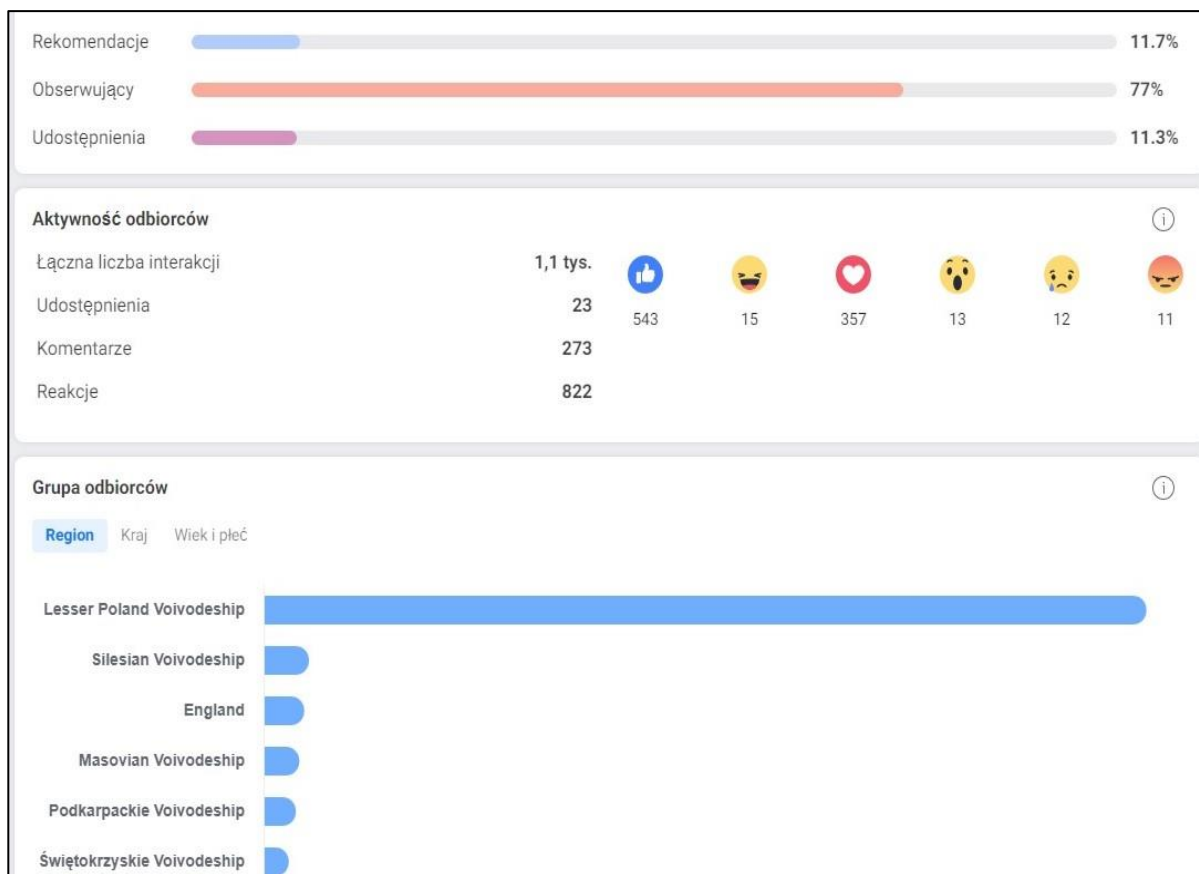 Rekomendacje 11.7%
Obserwujący 77%
Udostępnienia 11.3%
Aktywność odbiorców
Łączna liczba interakcji 1,1 tys.
Udostępnienia 23
Komentarze 273
Reakcje 822
543 15 357 13 12 11
Grupa odbiorców
Region Kraj Wiek i płeć
Lesser Poland Voivodeship
Silesian Voivodeship
England
Masovian Voivodeship
Podkarpackie Voivodeship
Świętokrzyskie Voivodeship